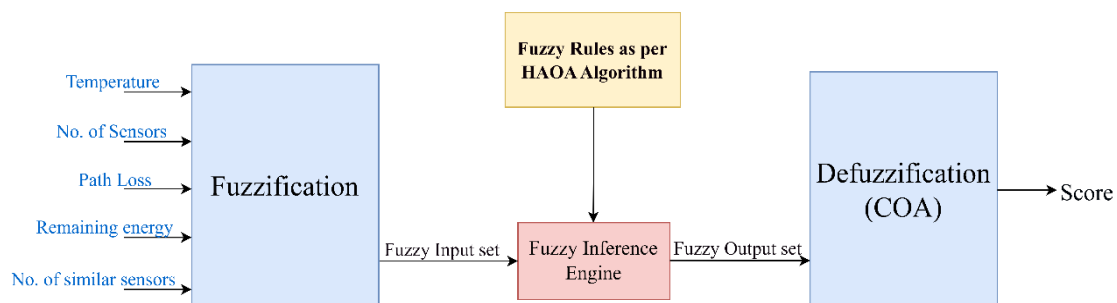 Fuzzy Rules as per
HAOA Algorithm
Temperature
No. of Sensors
Path Loss
Remaining energy
No. of similar sensors
Fuzzification
Fuzzy Input set
Fuzzy Inference
Engine
Fuzzy Output set
Defuzzification
(COA)
Score